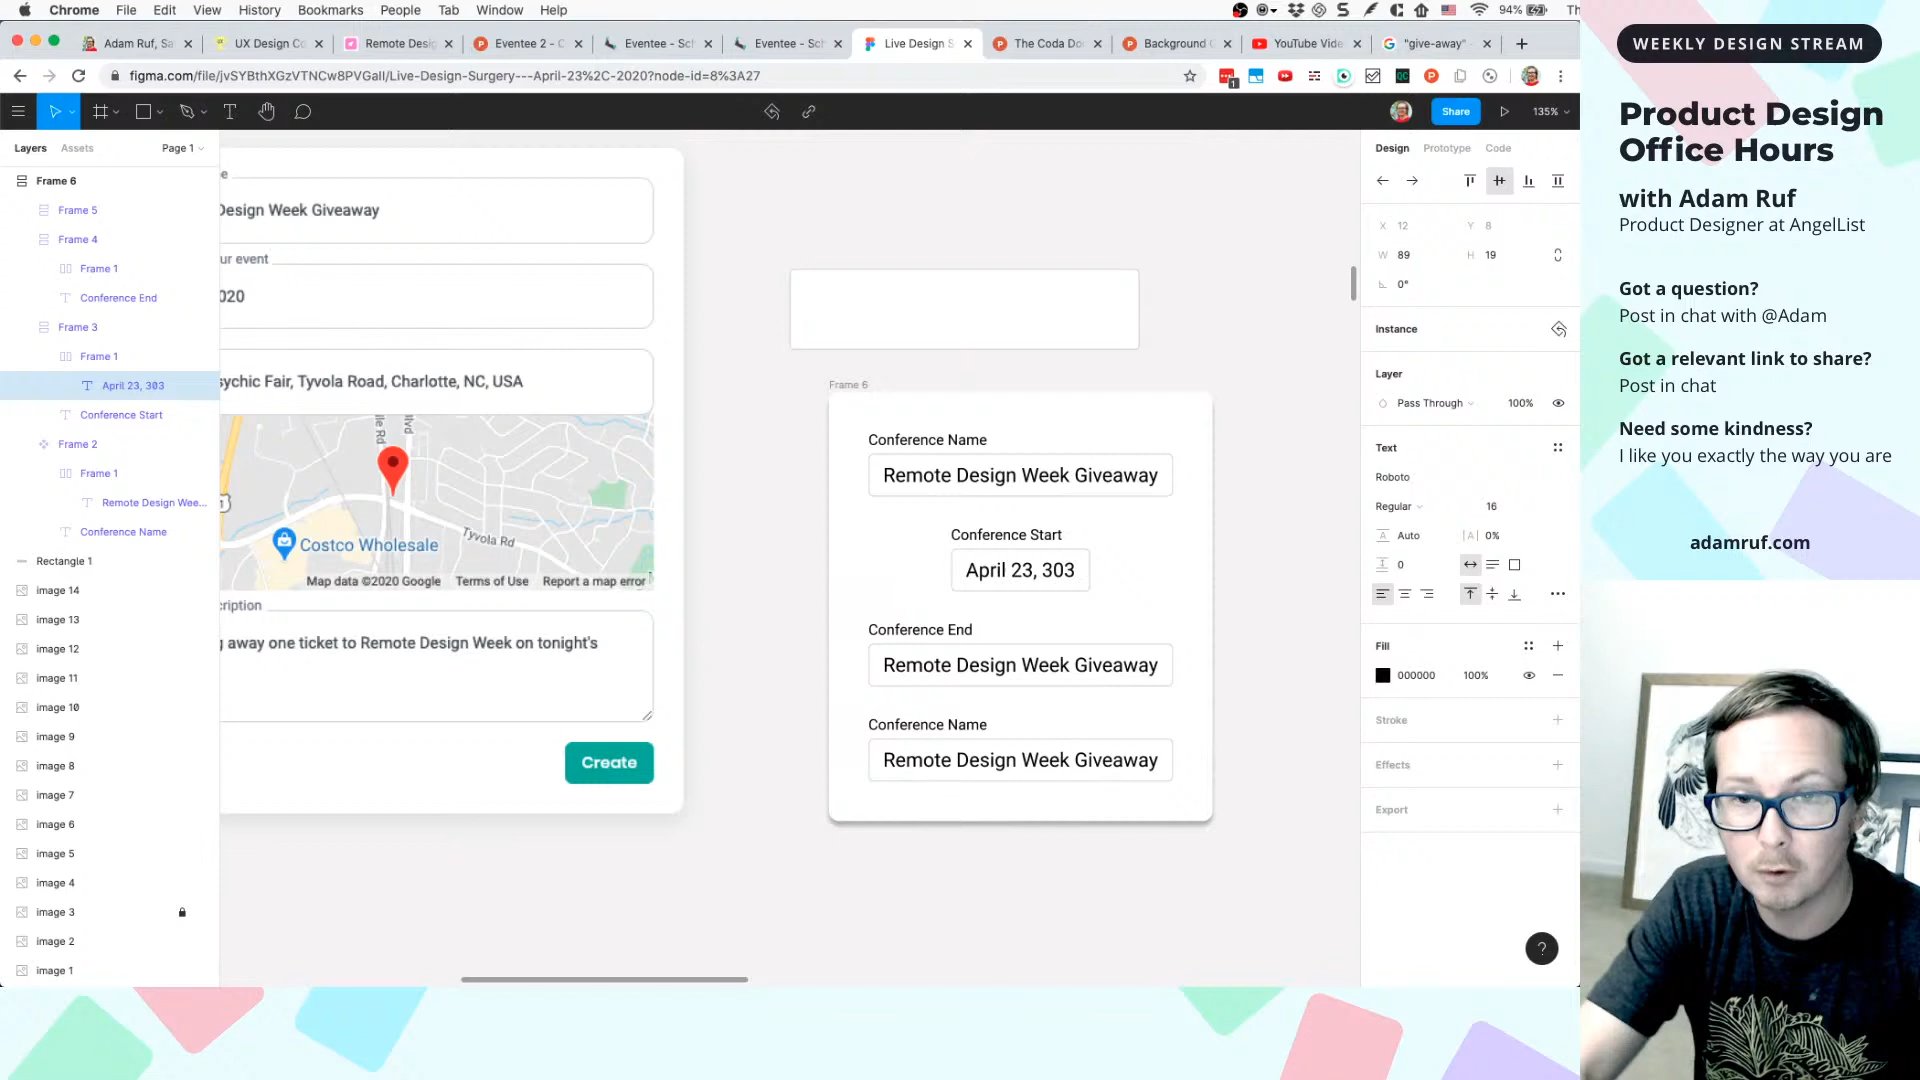 Chrome File Edit View History Bookmarks People Tab Window Help
94% Th
Adam Ruf, Sa
UX Design Co
Remote Desig
Eventee 2 - C
Eventee - Sch
Eventee - Sch
Live Design S
The Coda Do
Background
YouTube Vide
"give-away"
figma.com/file/jvSYBthXGzVTNCw8PVGaII/Live-Design-Surgery---April-23%2C-2020?node-id=8%3A27
Share
135%
Layers Assets Page 1
Frame 6
Frame 5
Frame 4
Frame 1
Conference End
Frame 3
Frame 1
April 23, 303
Conference Start
Frame 2
Frame 1
Remote Design Wee...
Conference Name
Rectangle 1
image 14
image 13
image 12
image 11
image 10
image 9
image 8
image 7
image 6
image 5
image 4
image 3
image 2
image 1
e
Design Week Giveaway
ur event
020
sychic Fair, Tyvola Road, Charlotte, NC, USA
Costco Wholesale
Tyvola Rd
Map data ©2020 Google Terms of Use Report a map error
cription
g away one ticket to Remote Design Week on tonight's
Create
Frame 6
Conference Name
Remote Design Week Giveaway
Conference Start
April 23, 303
Conference End
Remote Design Week Giveaway
Conference Name
Remote Design Week Giveaway
Design Prototype Code
X 12 Y 8
W 89 H 19
0°
Instance
Layer
Pass Through 100%
Text
Roboto
Regular 16
Auto 0%
0
Fill
000000 100%
Stroke
Effects
Export
?
WEEKLY DESIGN STREAM
Product Design
Office Hours
with Adam Ruf
Product Designer at AngelList
Got a question?
Post in chat with @Adam
Got a relevant link to share?
Post in chat
Need some kindness?
I like you exactly the way you are
adamruf.com